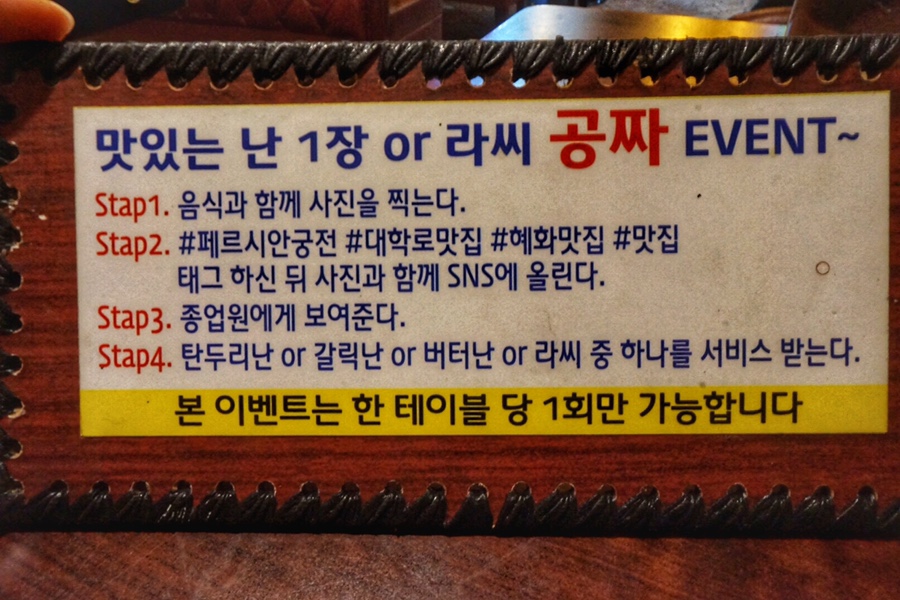 맛있는 난 1장 or 라씨 공짜 EVENT~
Stap1. 음식과 함께 사진을 찍는다.
Stap2. #페르시안궁전 #대학로맛집 #혜화맛집 #맛집
태그 하신 뒤 사진과 함께 SNS에 올린다.
Stap3. 종업원에게 보여준다.
Stap4. 탄두리난 or 갈릭난 or 버터난 or 라씨 중 하나를 서비스 받는다.
본 이벤트는 한 테이블 당 1회만 가능합니다